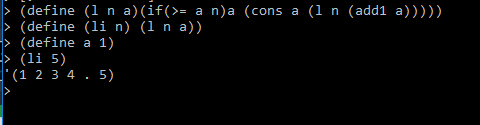 > (define (l n a)(if(>= a n)a (cons a (l n (add1 a)))))
> (define (li n) (l n a))
> (define a 1)
> (li 5)
'(1 2 3 4 . 5)
>